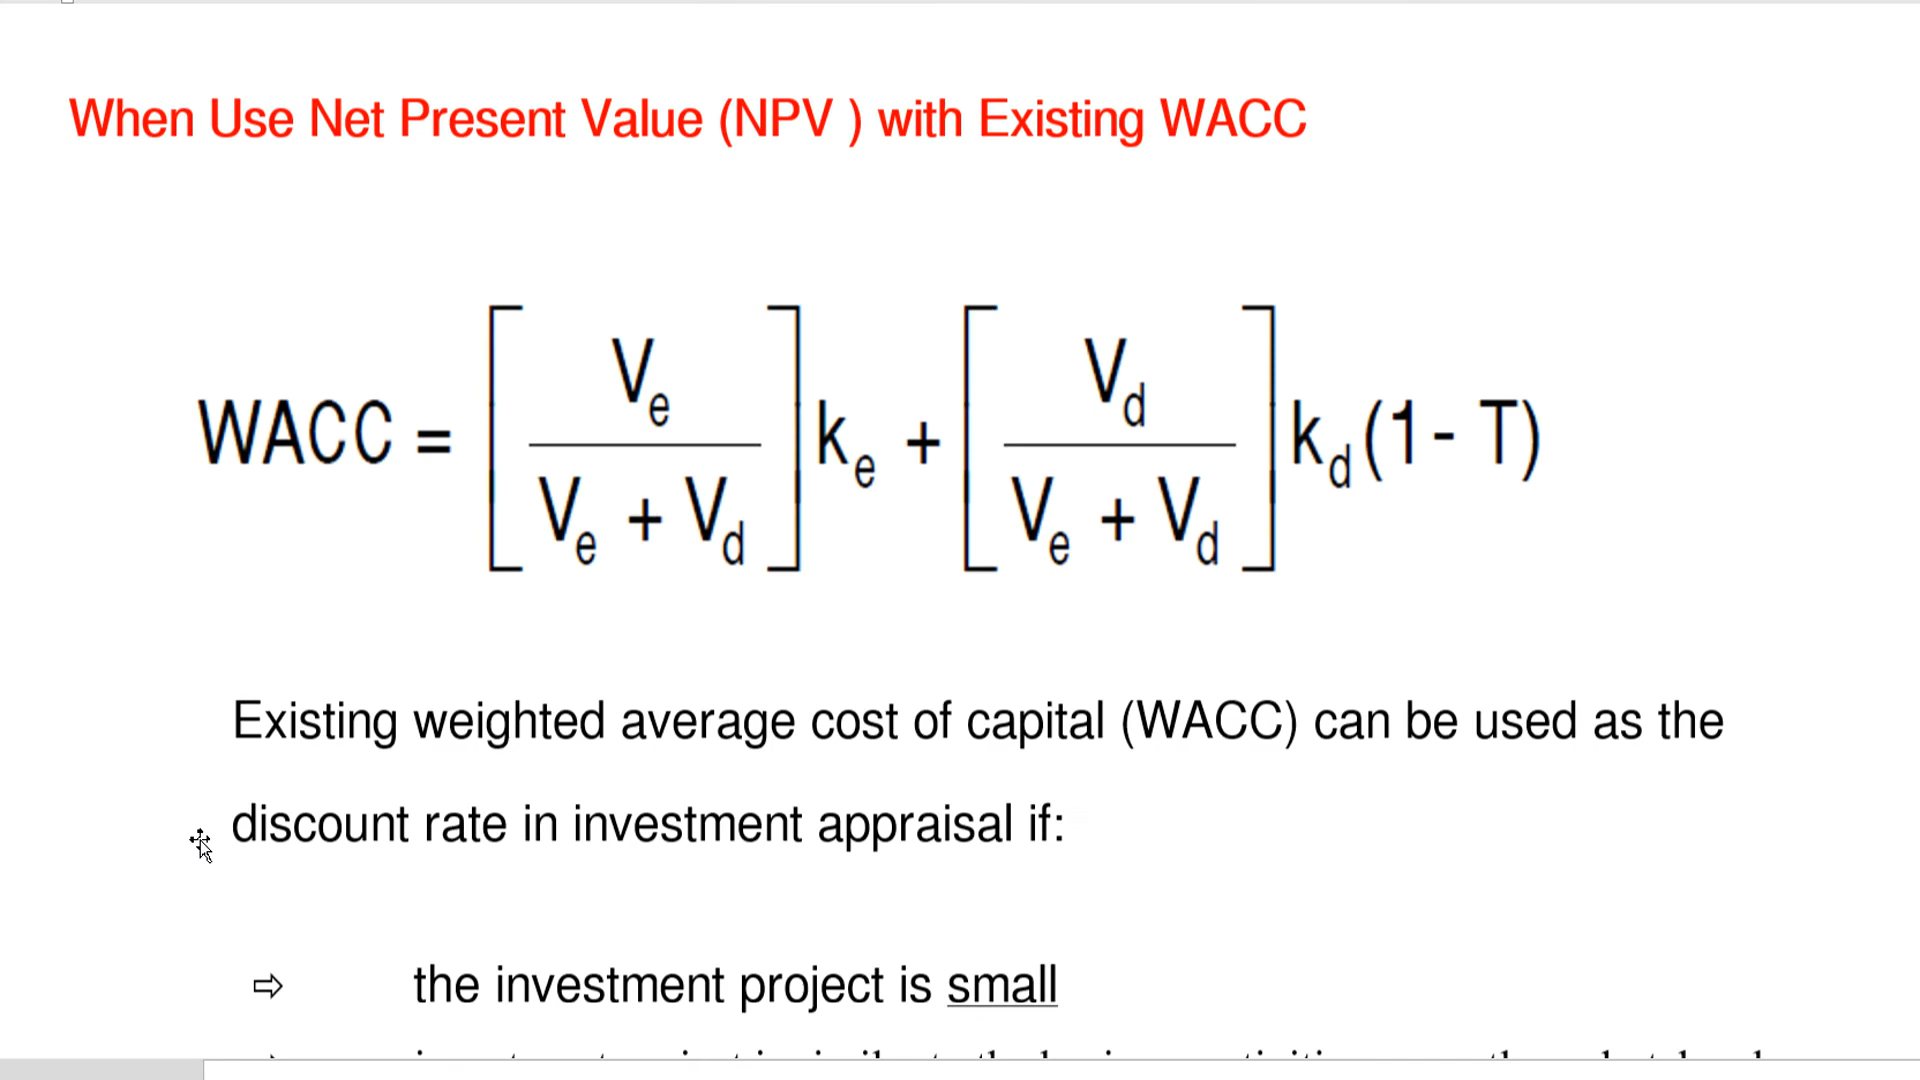 When Use Net Present Value (NPV ) with Existing WACC
WACC = [ Ve / Ve + Vd ] ke + [ Vd / Ve + Vd ] kd (1- T)
Existing weighted average cost of capital (WACC) can be used as the
discount rate in investment appraisal if:
⇨ the investment project is small